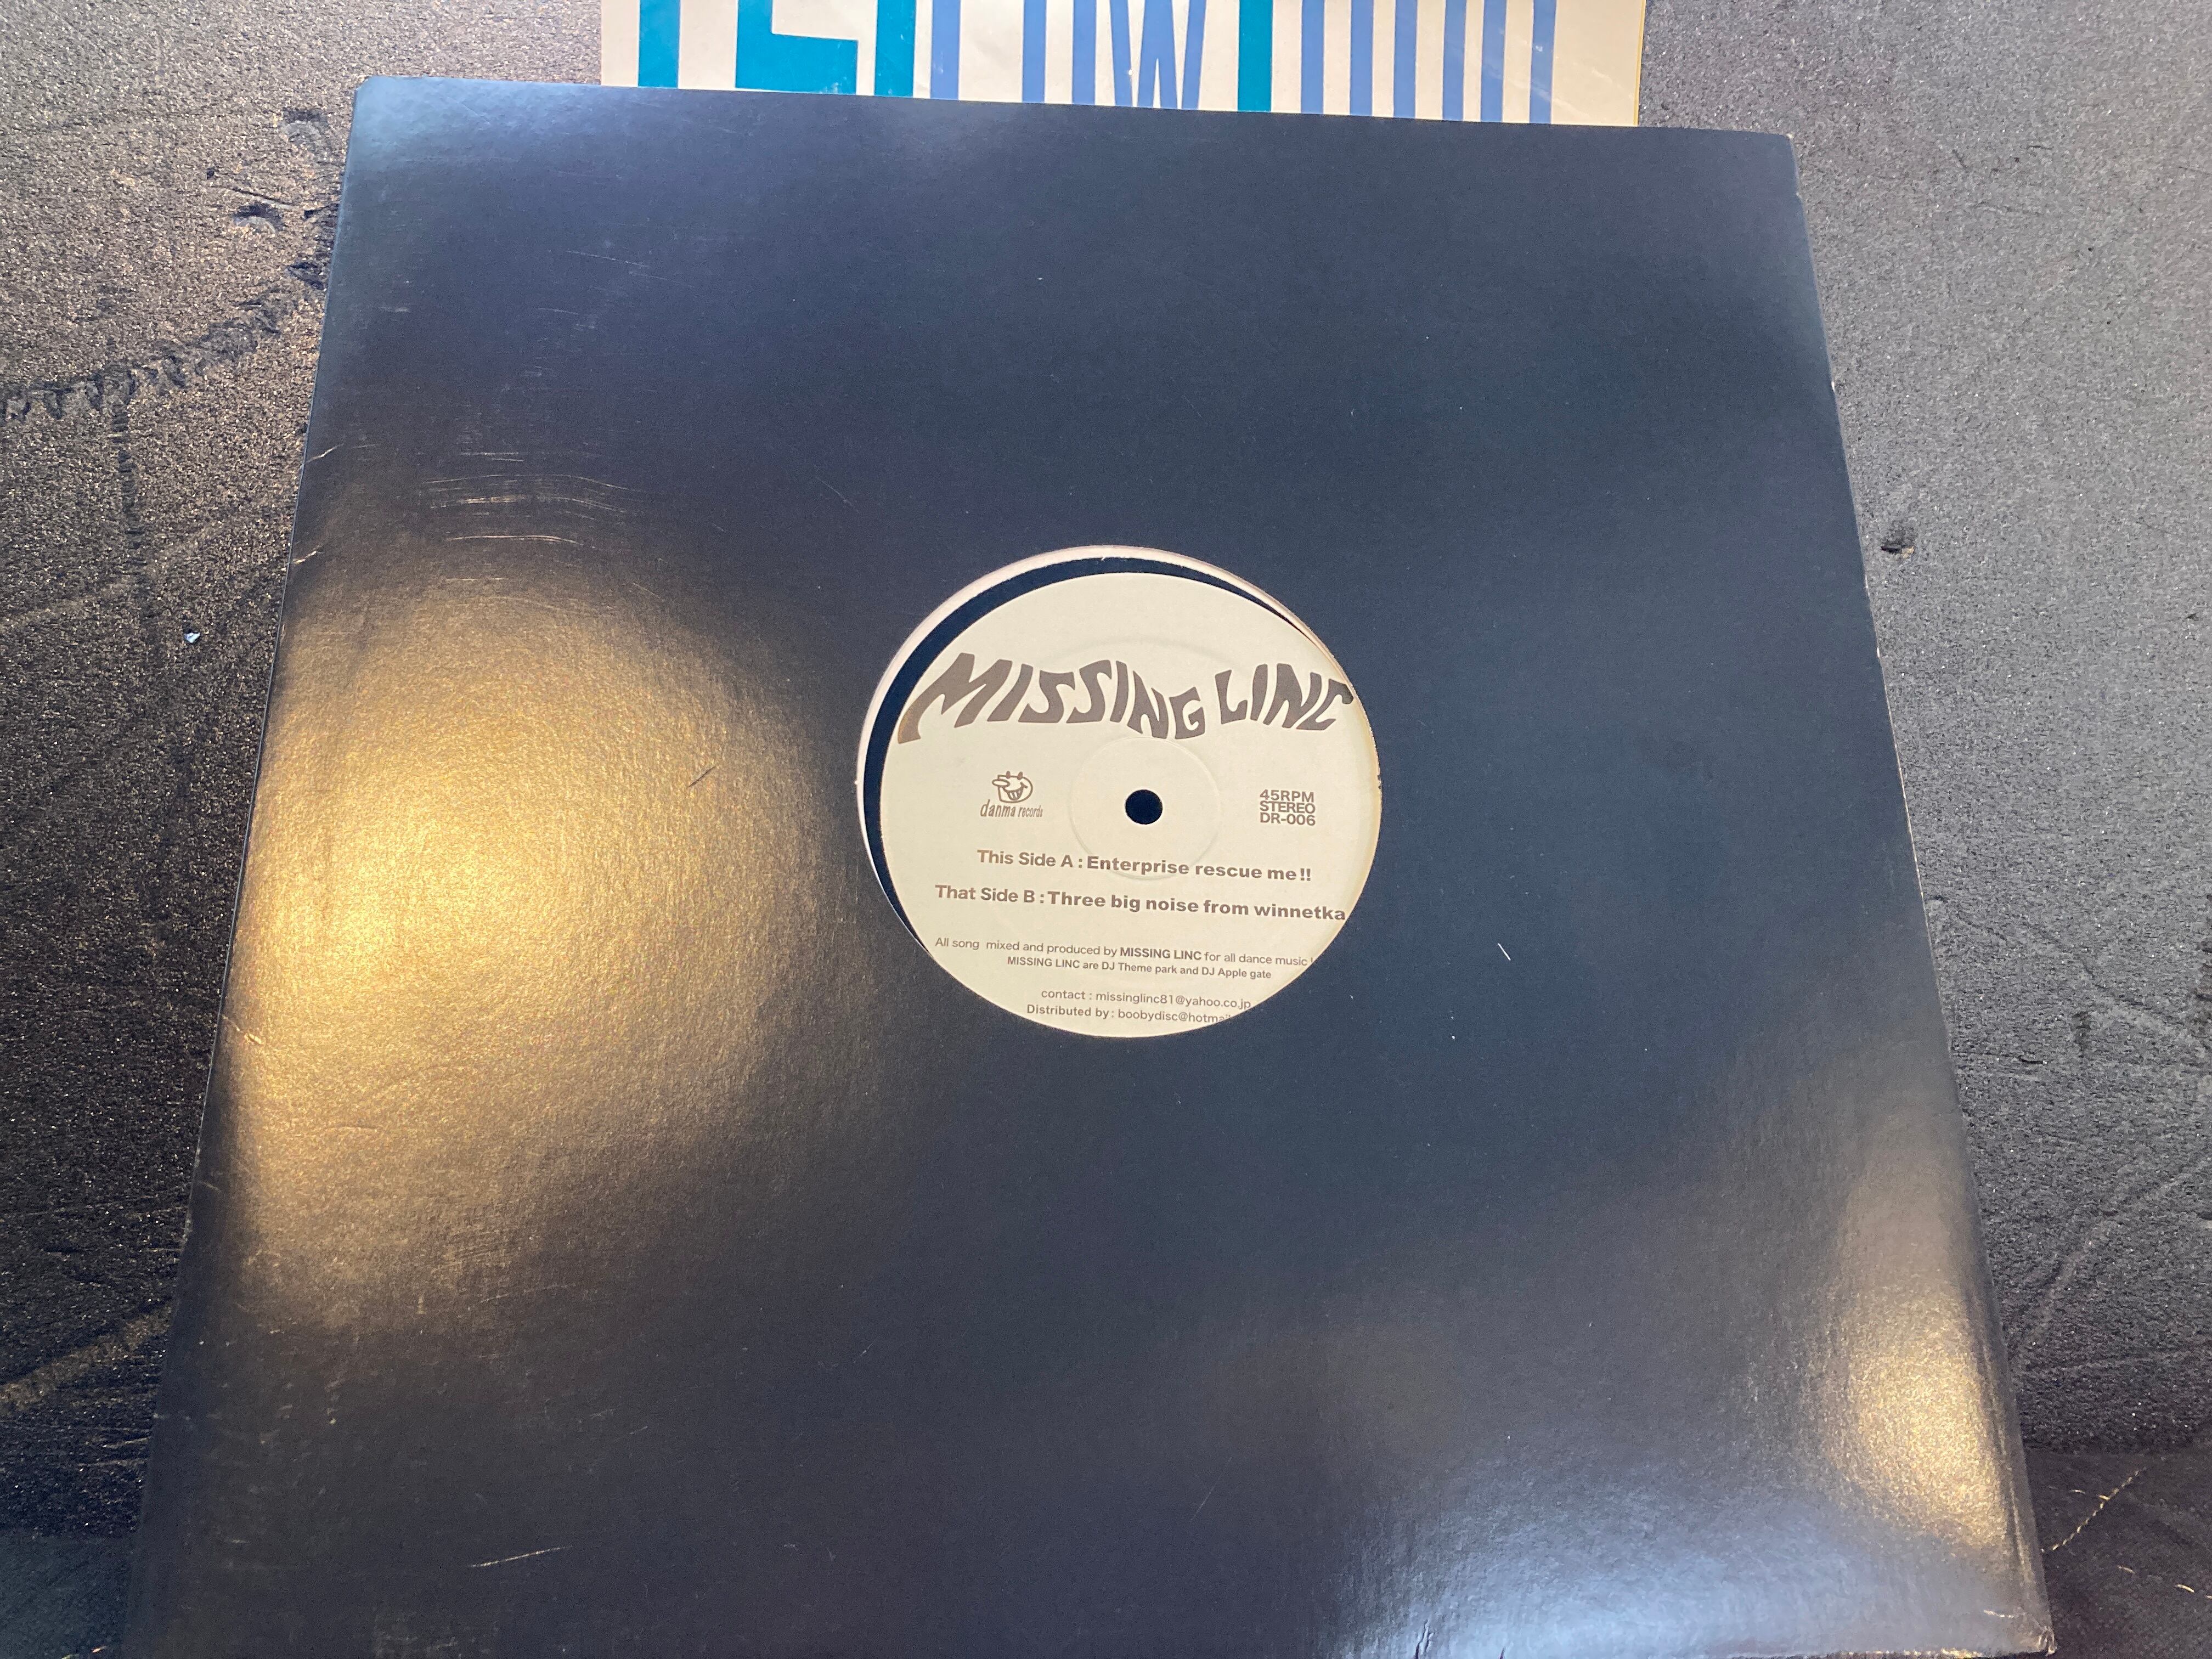 MISSING LINC
danma records
45RPM
STEREO
DR-006
This Side A : Enterprise rescue me!!
That Side B : Three big noise from winnetka
All song mixed and produced by MISSING LINC for all dance music
MISSING LINC are DJ Theme park and DJ Apple gate
contact : missinglinc81@yahoo.co.jp
Distributed by : boobydisc@hotmai